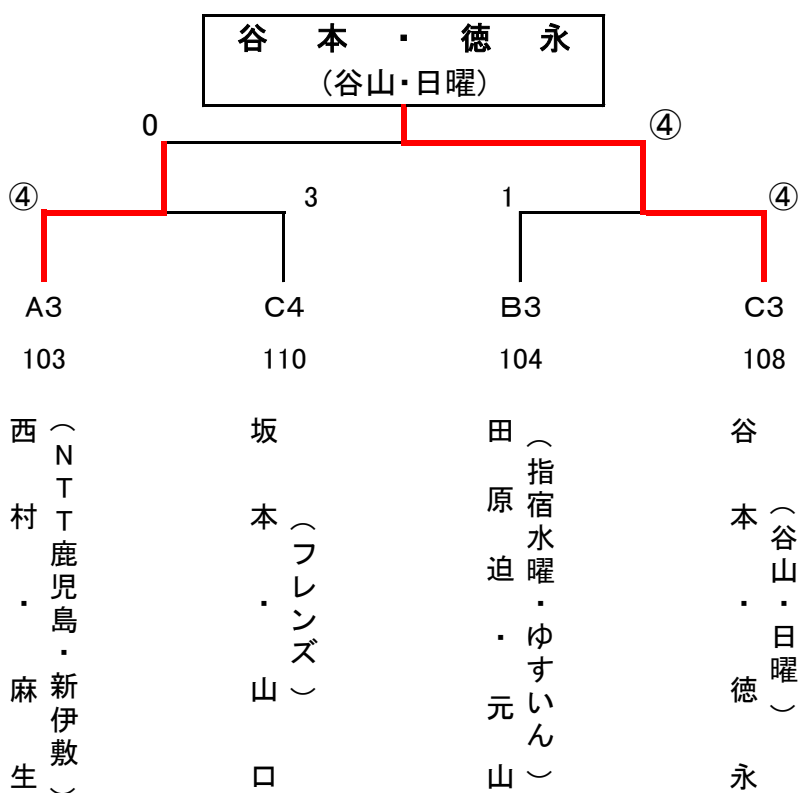 谷本・徳永
（谷山・日曜）
0
④
④
3
1
④
A3
C4
B3
C3
103
110
104
108
西村・麻生
（NTT鹿児島・新伊敷）
坂本・山口
（フレンズ）
田原迫・元山
（指宿水曜・ゆすいん）
谷本・徳永
（谷山・日曜）